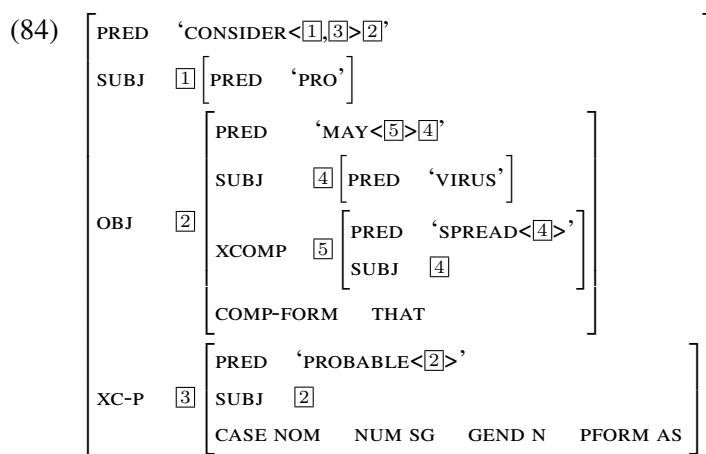 (84)
PRED ‘CONSIDER<1,3>2’
SUBJ 1 PRED ‘PRO’
PRED ‘MAY<5>4’
SUBJ 4 PRED ‘VIRUS’
OBJ 2
XCOMP 5 PRED ‘SPREAD<4>’
SUBJ 4
COMP-FORM THAT
PRED ‘PROBABLE<2>’
XC-P 3 SUBJ 2
CASE NOM NUM SG GEND N PFORM AS